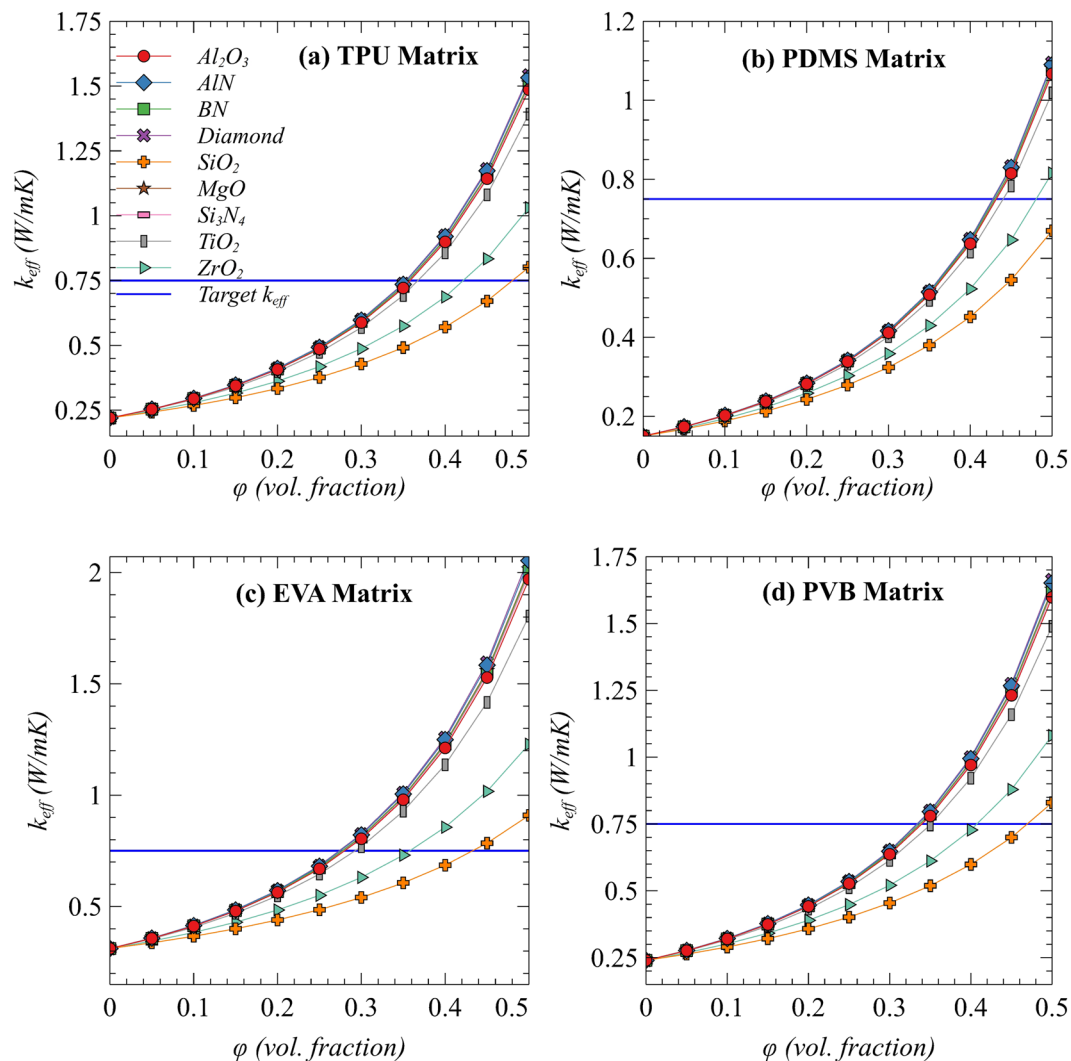 (a) TPU Matrix
Al₂O₃
AlN
BN
Diamond
SiO₂
MgO
Si₃N₄
TiO₂
ZrO₂
Target k_eff
k_eff (W/mK)
1.75
1.5
1.25
1
0.75
0.5
0.25
0 0.1 0.2 0.3 0.4 0.5
φ (vol. fraction)
(b) PDMS Matrix
k_eff (W/mK)
1.2
1
0.8
0.6
0.4
0.2
0 0.1 0.2 0.3 0.4 0.5
φ (vol. fraction)
(c) EVA Matrix
k_eff (W/mK)
2
1.5
1
0.5
0 0.1 0.2 0.3 0.4 0.5
φ (vol. fraction)
(d) PVB Matrix
k_eff (W/mK)
1.75
1.5
1.25
1
0.75
0.5
0.25
0 0.1 0.2 0.3 0.4 0.5
φ (vol. fraction)